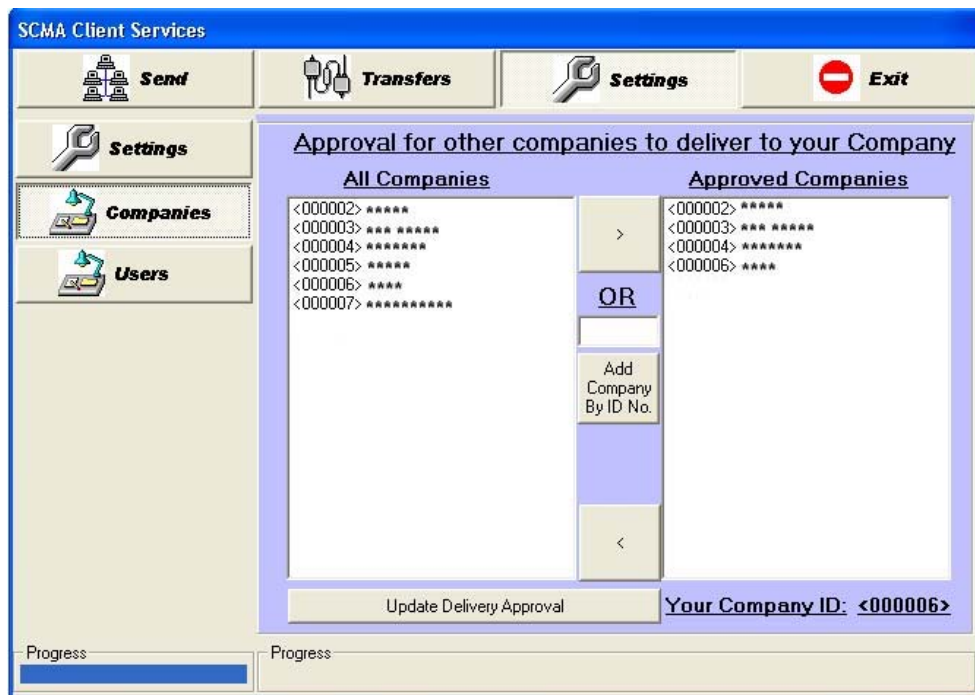 SCMA Client Services
Send
Transfers
Settings
Exit
Settings
Companies
Users
Approval for other companies to deliver to your Company
All Companies
<000002> *****
<000003> *** *****
<000004> *******
<000005> *****
<000006> ****
<000007> **********
>
OR
Add
Company
By ID No.
<
Approved Companies
<000002> *****
<000003> *** *****
<000004> *******
<000006> ****
Update Delivery Approval
Your Company ID: <000006>
Progress
Progress